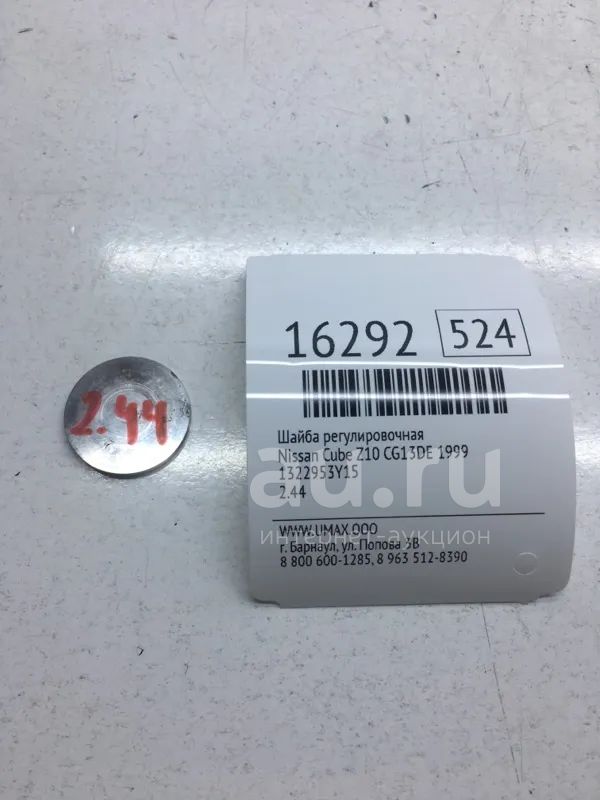 16292 524
Шайба регулировочная
Nissan Cube Z10 CG13DE 1999
1322953Y15
2.44
WWW.UMAX.OOO
г. Барнаул, ул. Попова 3В
8 800 600-1285, 8 963 512-8390
2.44
au.ru
интернет-аукцион